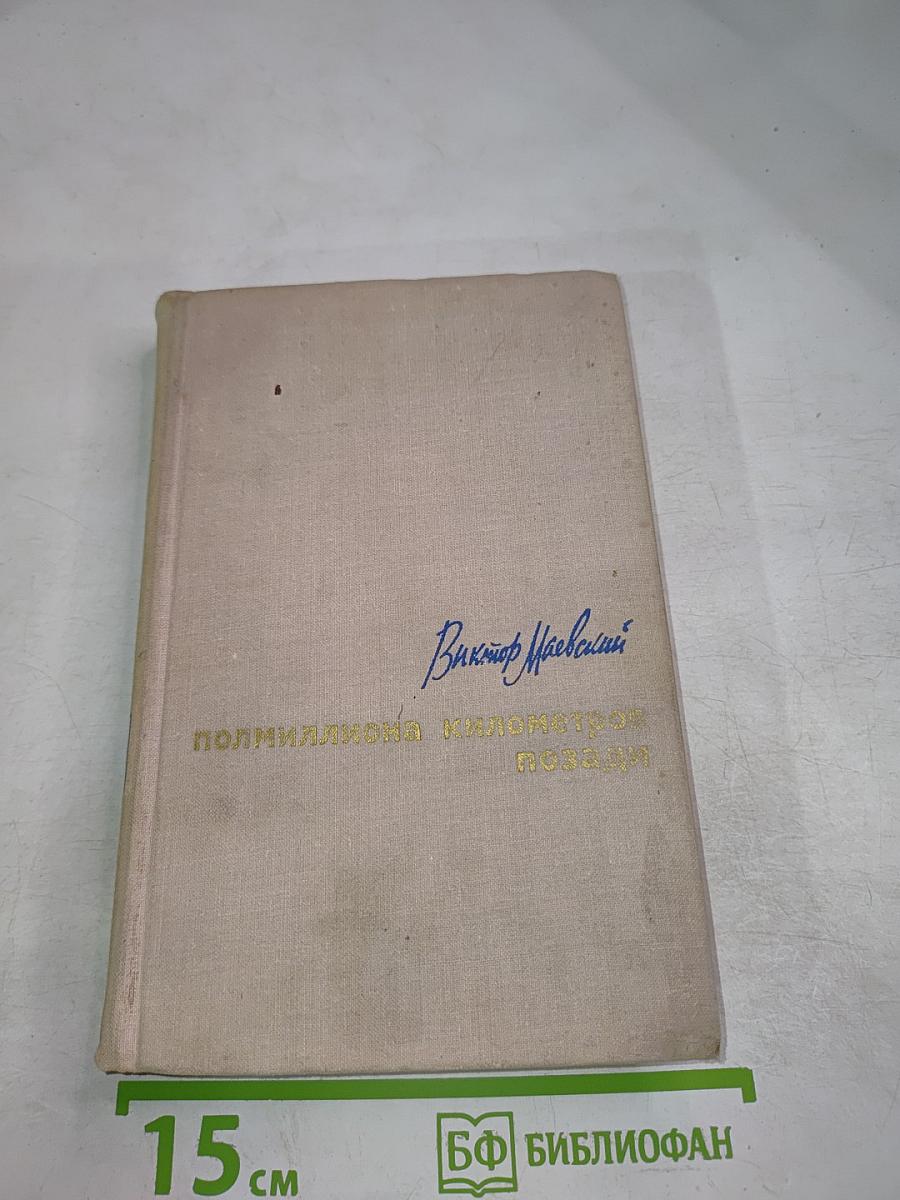 Виктор Маевский
полмиллиона километров
позади
15 см
БФ БИБЛИОФАН